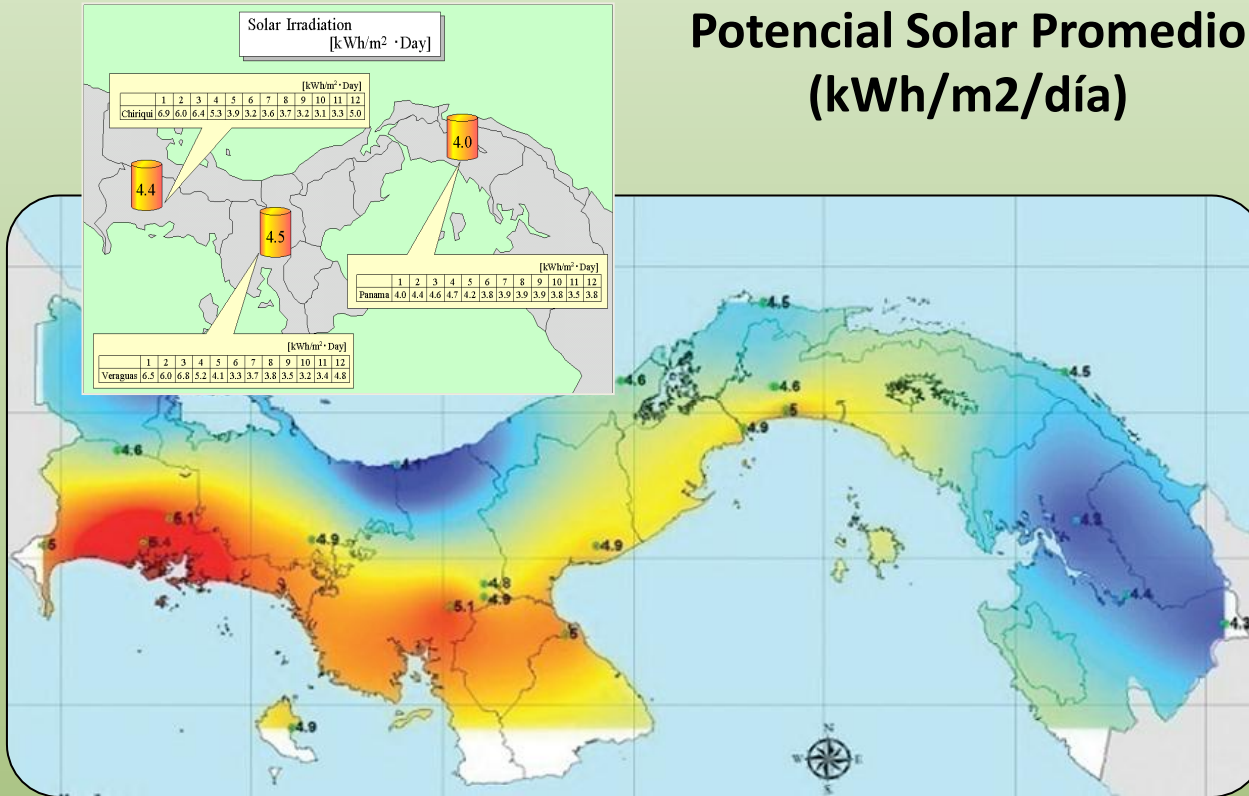 Potencial Solar Promedio
(kWh/m2/día)
Solar Irradiation
[kWh/m2 ·Day]
[kWh/m2·Day]
1 2 3 4 5 6 7 8 9 10 11 12
Chiriqui 6.9 6.0 6.4 5.3 3.9 3.2 3.6 3.7 3.2 3.1 3.3 5.0
4.0
4.4
4.5
[kWh/m2·Day]
1 2 3 4 5 6 7 8 9 10 11 12
Panama 4.0 4.4 4.6 4.7 4.2 3.8 3.9 3.9 3.9 3.8 3.5 3.8
[kWh/m2·Day]
1 2 3 4 5 6 7 8 9 10 11 12
Veraguas 6.5 6.0 6.8 5.2 4.1 3.3 3.7 3.8 3.5 3.2 3.4 4.8
4.5
4.6
4.6
4.5
5
4.9
4.6
5.1
5.4
5
4.9
4.9
4.8
4.9
5.1
5
4.4
4.9
N
W E
S